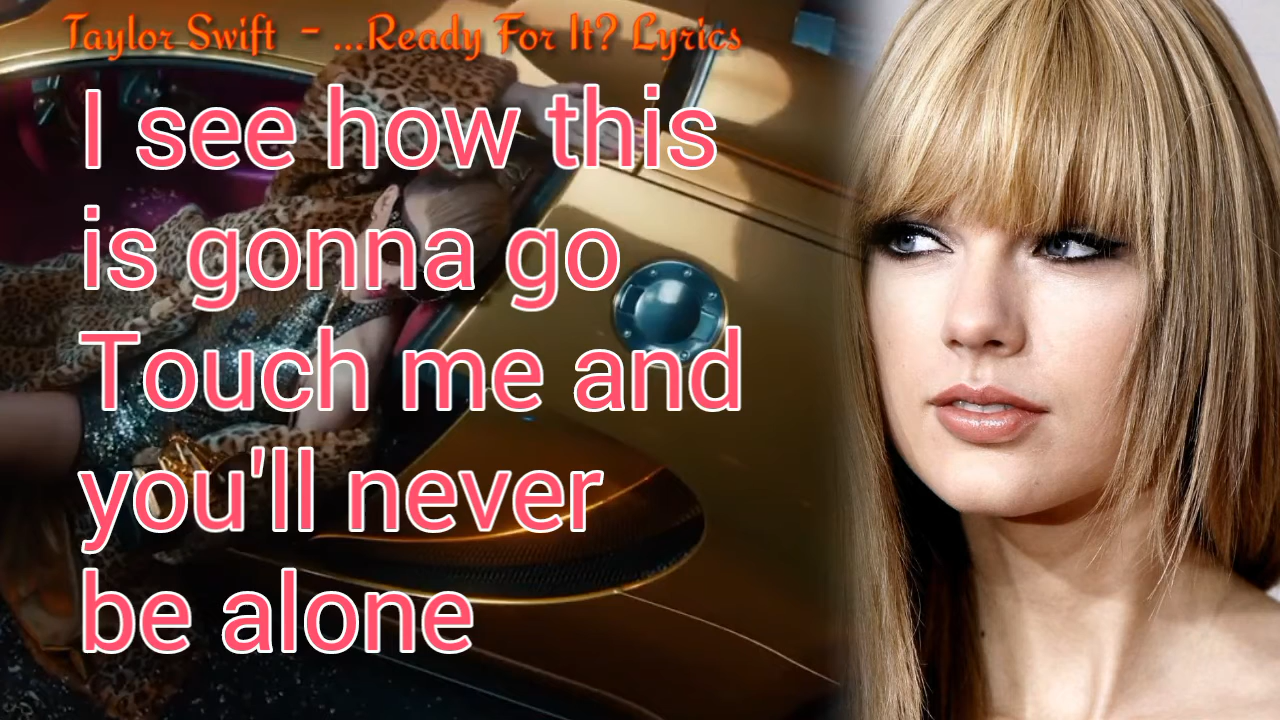 Taylor Swift - ...Ready For It? Lyrics
I see how this
is gonna go
Touch me and
you'll never
be alone